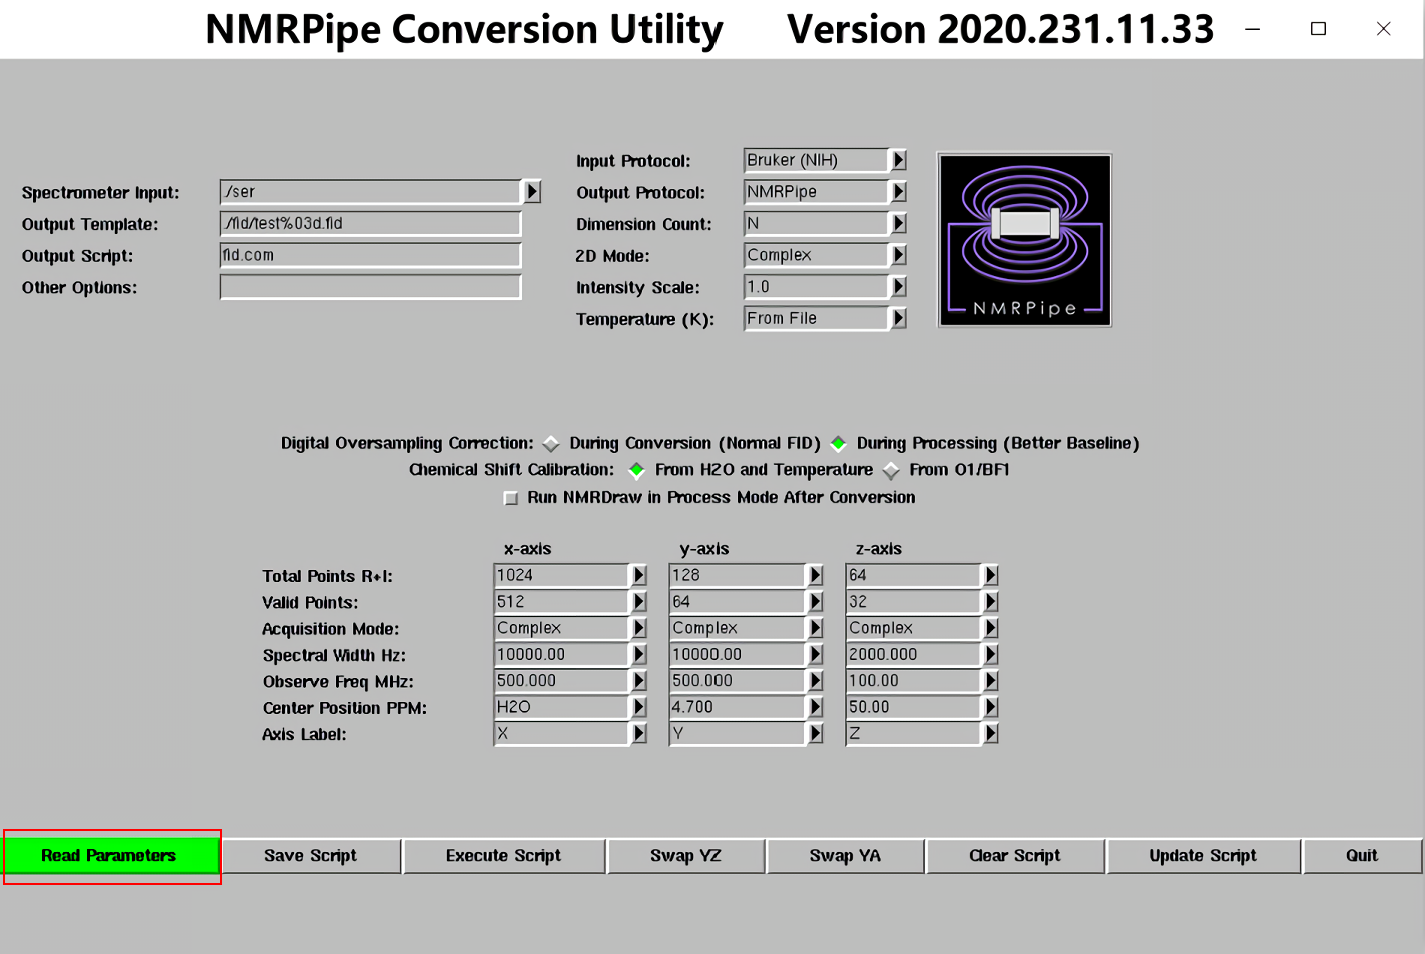 NMRPipe Conversion Utility Version 2020.231.11.33
Input Protocol: Bruker (NIH)
Spectrometer Input: ./ser
Output Protocol: NMRPipe
Output Template: ./fid/test%03d.fid
Dimension Count: N
Output Script: fid.com
2D Mode: Complex
Other Options:
Intensity Scale: 1.0
Temperature (K): From File
NMRPipe
Digital Oversampling Correction: During Conversion (Normal FID) During Processing (Better Baseline)
Chemical Shift Calibration: From H2O and Temperature From O1/BF1
Run NMRDraw in Process Mode After Conversion
x-axis y-axis z-axis
Total Points R+I: 1024 128 64
Valid Points: 512 64 32
Acquisition Mode: Complex Complex Complex
Spectral Width Hz: 10000.00 10000.00 2000.000
Observe Freq MHz: 500.000 500.000 100.00
Center Position PPM: H2O 4.700 50.00
Axis Label: X Y Z
Read Parameters Save Script Execute Script Swap YZ Swap YA Clear Script Update Script Quit